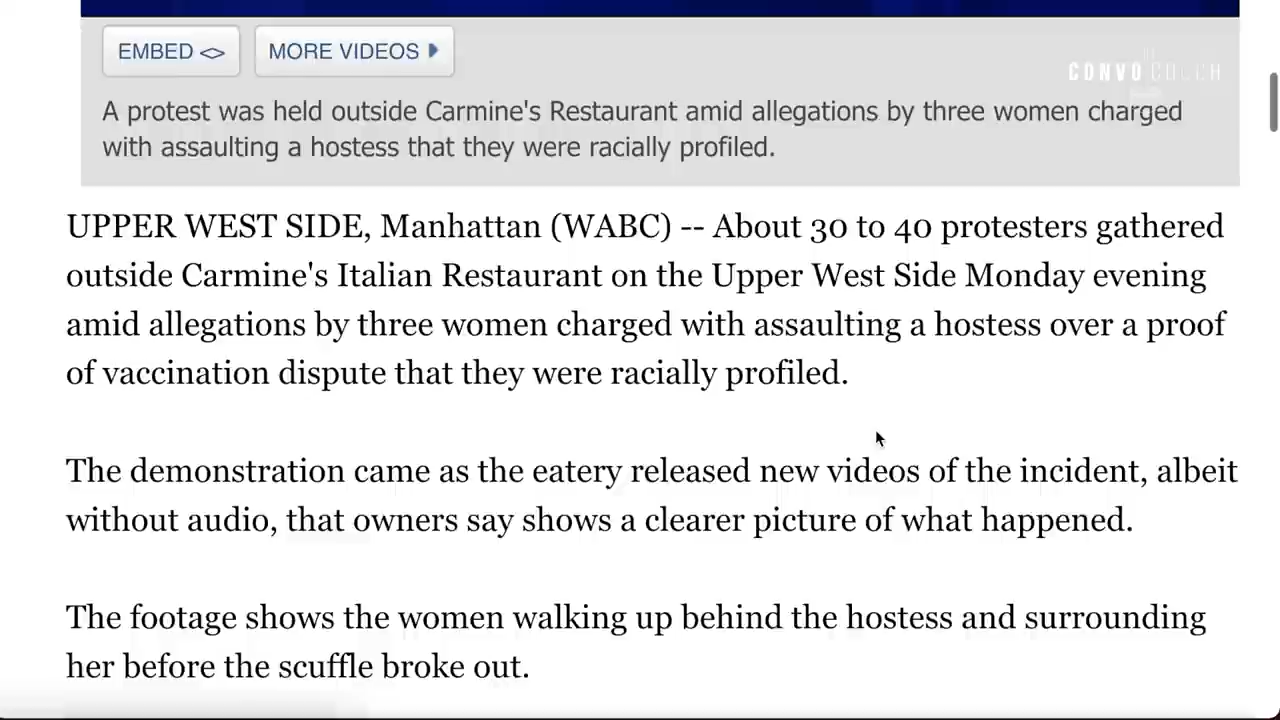 EMBED <>
MORE VIDEOS
CONVO COUCH
A protest was held outside Carmine's Restaurant amid allegations by three women charged
with assaulting a hostess that they were racially profiled.
UPPER WEST SIDE, Manhattan (WABC) -- About 30 to 40 protesters gathered
outside Carmine's Italian Restaurant on the Upper West Side Monday evening
amid allegations by three women charged with assaulting a hostess over a proof
of vaccination dispute that they were racially profiled.
The demonstration came as the eatery released new videos of the incident, albeit
without audio, that owners say shows a clearer picture of what happened.
The footage shows the women walking up behind the hostess and surrounding
her before the scuffle broke out.